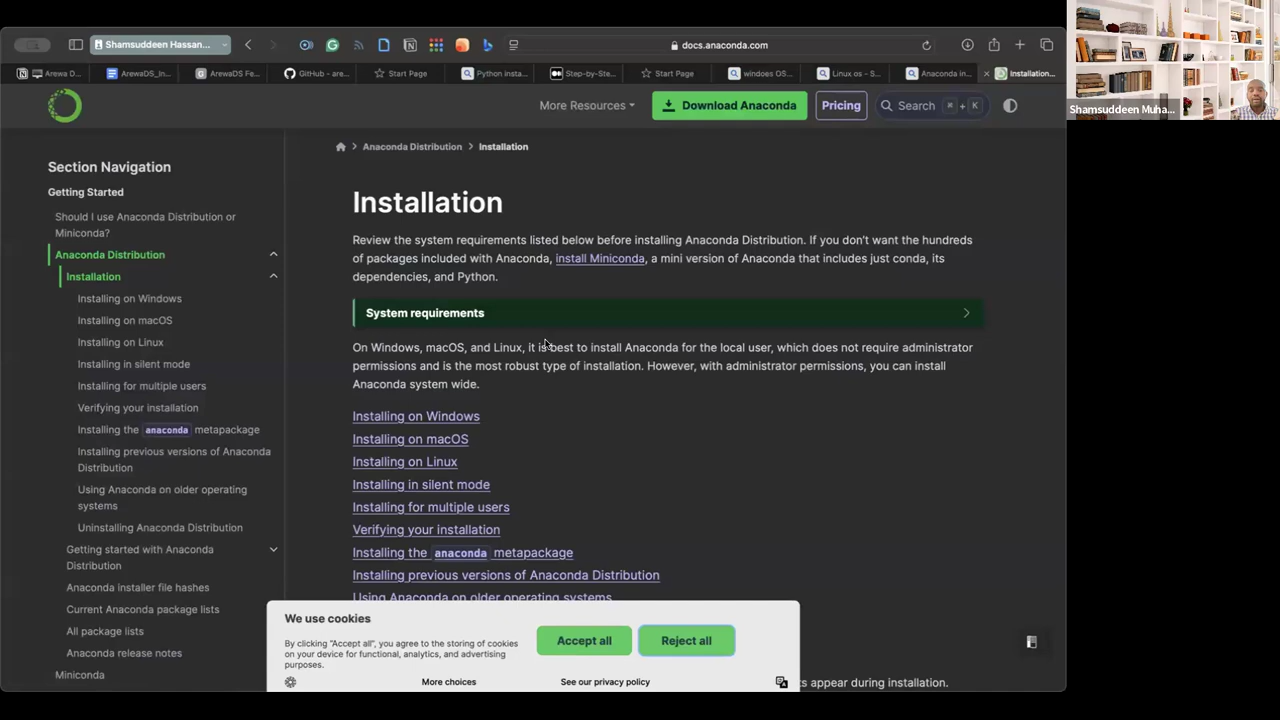 Shamsuddeen Hassan...
docs.anaconda.com
Arewa D...
ArewaDS_In...
ArewaDS Fe...
GitHub - are...
Start Page
Python insta...
Step-by-Ste...
Start Page
windoes OS...
Linux os - S...
Anaconda in...
Installation...
More Resources
Download Anaconda
Pricing
Search ⌘ + K
Shamsuddeen Muha...
Section Navigation
Getting Started
Should I use Anaconda Distribution or
Miniconda?
Anaconda Distribution
Installation
Installing on Windows
Installing on macOS
Installing on Linux
Installing in silent mode
Installing for multiple users
Verifying your installation
Installing the anaconda metapackage
Installing previous versions of Anaconda
Distribution
Using Anaconda on older operating
systems
Uninstalling Anaconda Distribution
Getting started with Anaconda
Distribution
Anaconda installer file hashes
Current Anaconda package lists
All package lists
Anaconda release notes
Miniconda
Anaconda Distribution > Installation
Installation
Review the system requirements listed below before installing Anaconda Distribution. If you don't want the hundreds
of packages included with Anaconda, install Miniconda, a mini version of Anaconda that includes just conda, its
dependencies, and Python.
System requirements
On Windows, macOS, and Linux, it is best to install Anaconda for the local user, which does not require administrator
permissions and is the most robust type of installation. However, with administrator permissions, you can install
Anaconda system wide.
Installing on Windows
Installing on macOS
Installing on Linux
Installing in silent mode
Installing for multiple users
Verifying your installation
Installing the anaconda metapackage
Installing previous versions of Anaconda Distribution
Using Anaconda on older operating systems
We use cookies
By clicking "Accept all", you agree to the storing of cookies
on your device for functional, analytics, and advertising
purposes.
Accept all
Reject all
More choices
See our privacy policy
ts appear during installation.